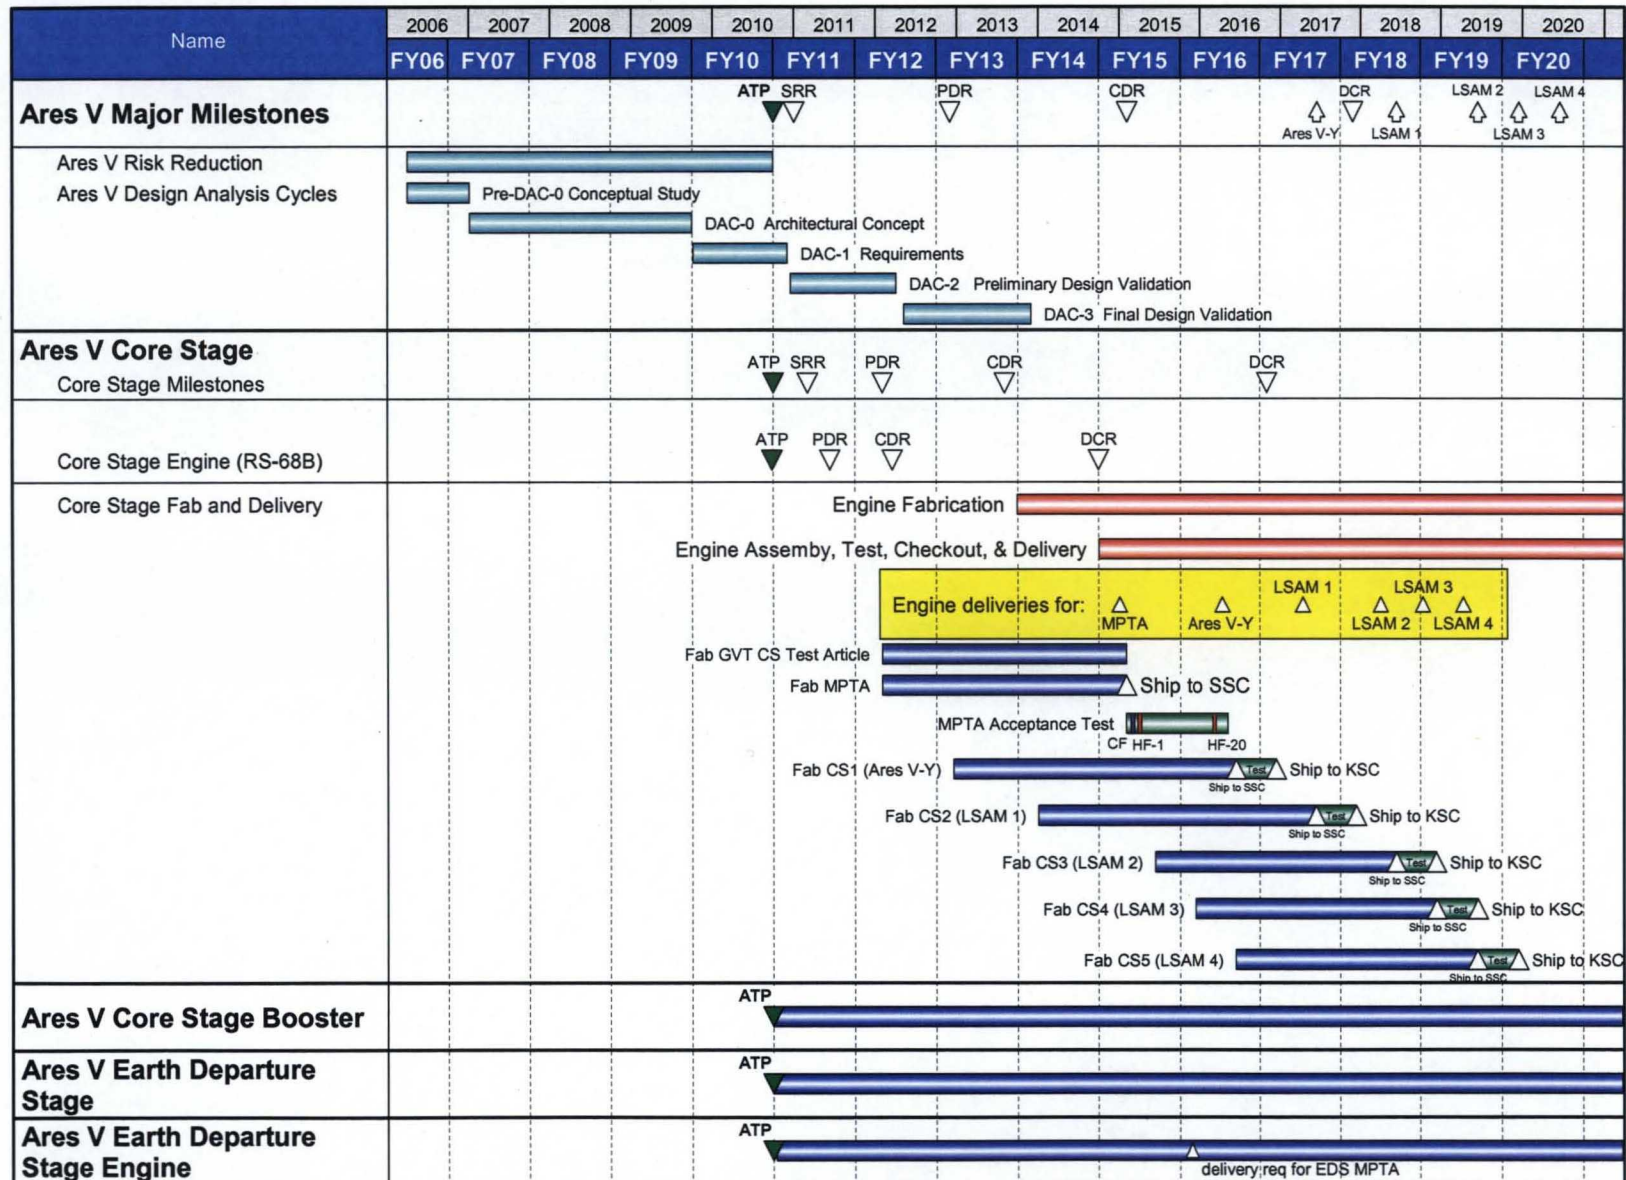 Name
2006 2007 2008 2009 2010 2011 2012 2013 2014 2015 2016 2017 2018 2019 2020
FY06 FY07 FY08 FY09 FY10 FY11 FY12 FY13 FY14 FY15 FY16 FY17 FY18 FY19 FY20
Ares V Major Milestones
ATP SRR PDR CDR DCR LSAM 2 LSAM 4
Ares V-Y LSAM 1 LSAM 3
Ares V Risk Reduction
Ares V Design Analysis Cycles
Pre-DAC-0 Conceptual Study
DAC-0 Architectural Concept
DAC-1 Requirements
DAC-2 Preliminary Design Validation
DAC-3 Final Design Validation
Ares V Core Stage
ATP SRR PDR CDR DCR
Core Stage Milestones
ATP PDR CDR DCR
Core Stage Engine (RS-68B)
Core Stage Fab and Delivery
Engine Fabrication
Engine Assemby, Test, Checkout, & Delivery
LSAM 1 LSAM 3
Engine deliveries for:
MPTA Ares V-Y LSAM 2 LSAM 4
Fab GVT CS Test Article
Fab MPTA Ship to SSC
MPTA Acceptance Test
CF HF-1 HF-20
Fab CS1 (Ares V-Y) Test Ship to KSC
Ship to SSC
Fab CS2 (LSAM 1) Test Ship to KSC
Ship to SSC
Fab CS3 (LSAM 2) Test Ship to KSC
Ship to SSC
Fab CS4 (LSAM 3) Test Ship to KSC
Ship to SSC
Fab CS5 (LSAM 4) Test Ship to KSC
Ship to SSC
Ares V Core Stage Booster
ATP
Ares V Earth Departure
Stage
ATP
Ares V Earth Departure
Stage Engine
ATP
delivery req for EDS MPTA